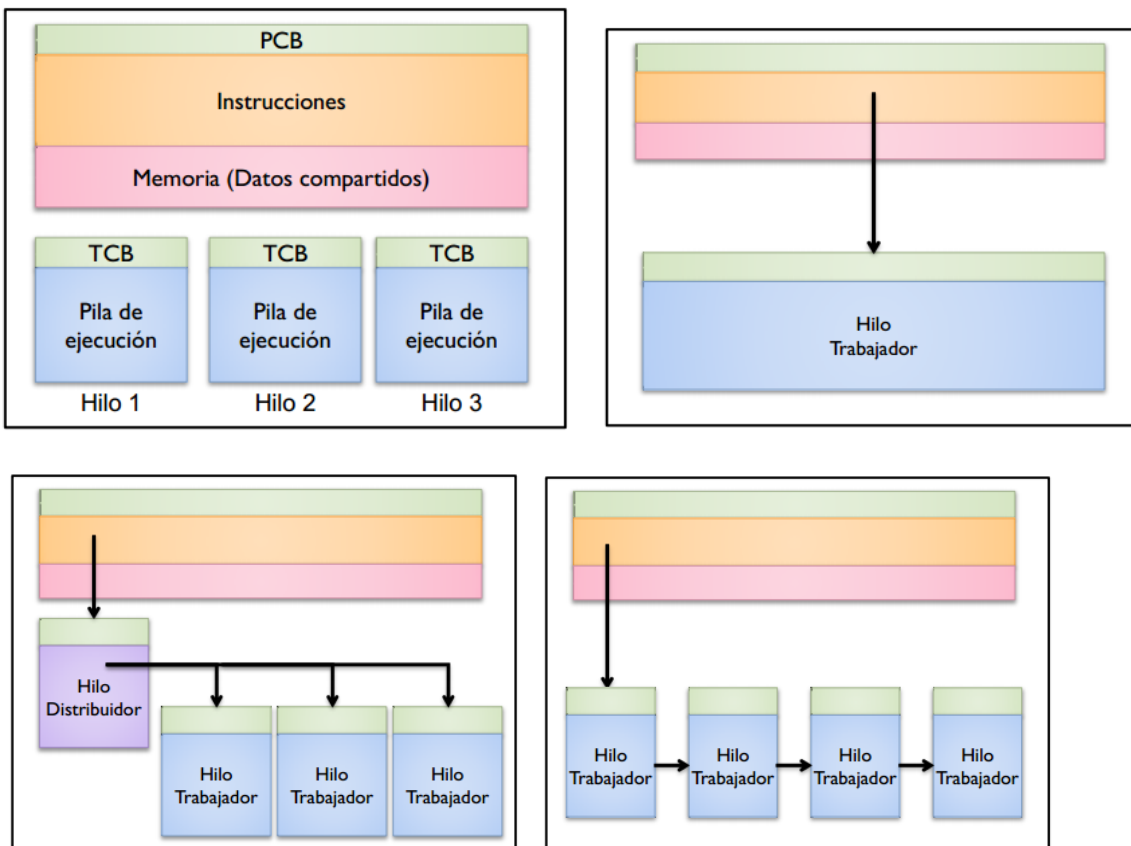 PCB
Instrucciones
Memoria (Datos compartidos)
TCB
Pila de
ejecución
Hilo 1
TCB
Pila de
ejecución
Hilo 2
TCB
Pila de
ejecución
Hilo 3
Hilo
Trabajador
Hilo
Distribuidor
Hilo
Trabajador
Hilo
Trabajador
Hilo
Trabajador
Hilo
Trabajador
Hilo
Trabajador
Hilo
Trabajador
Hilo
Trabajador